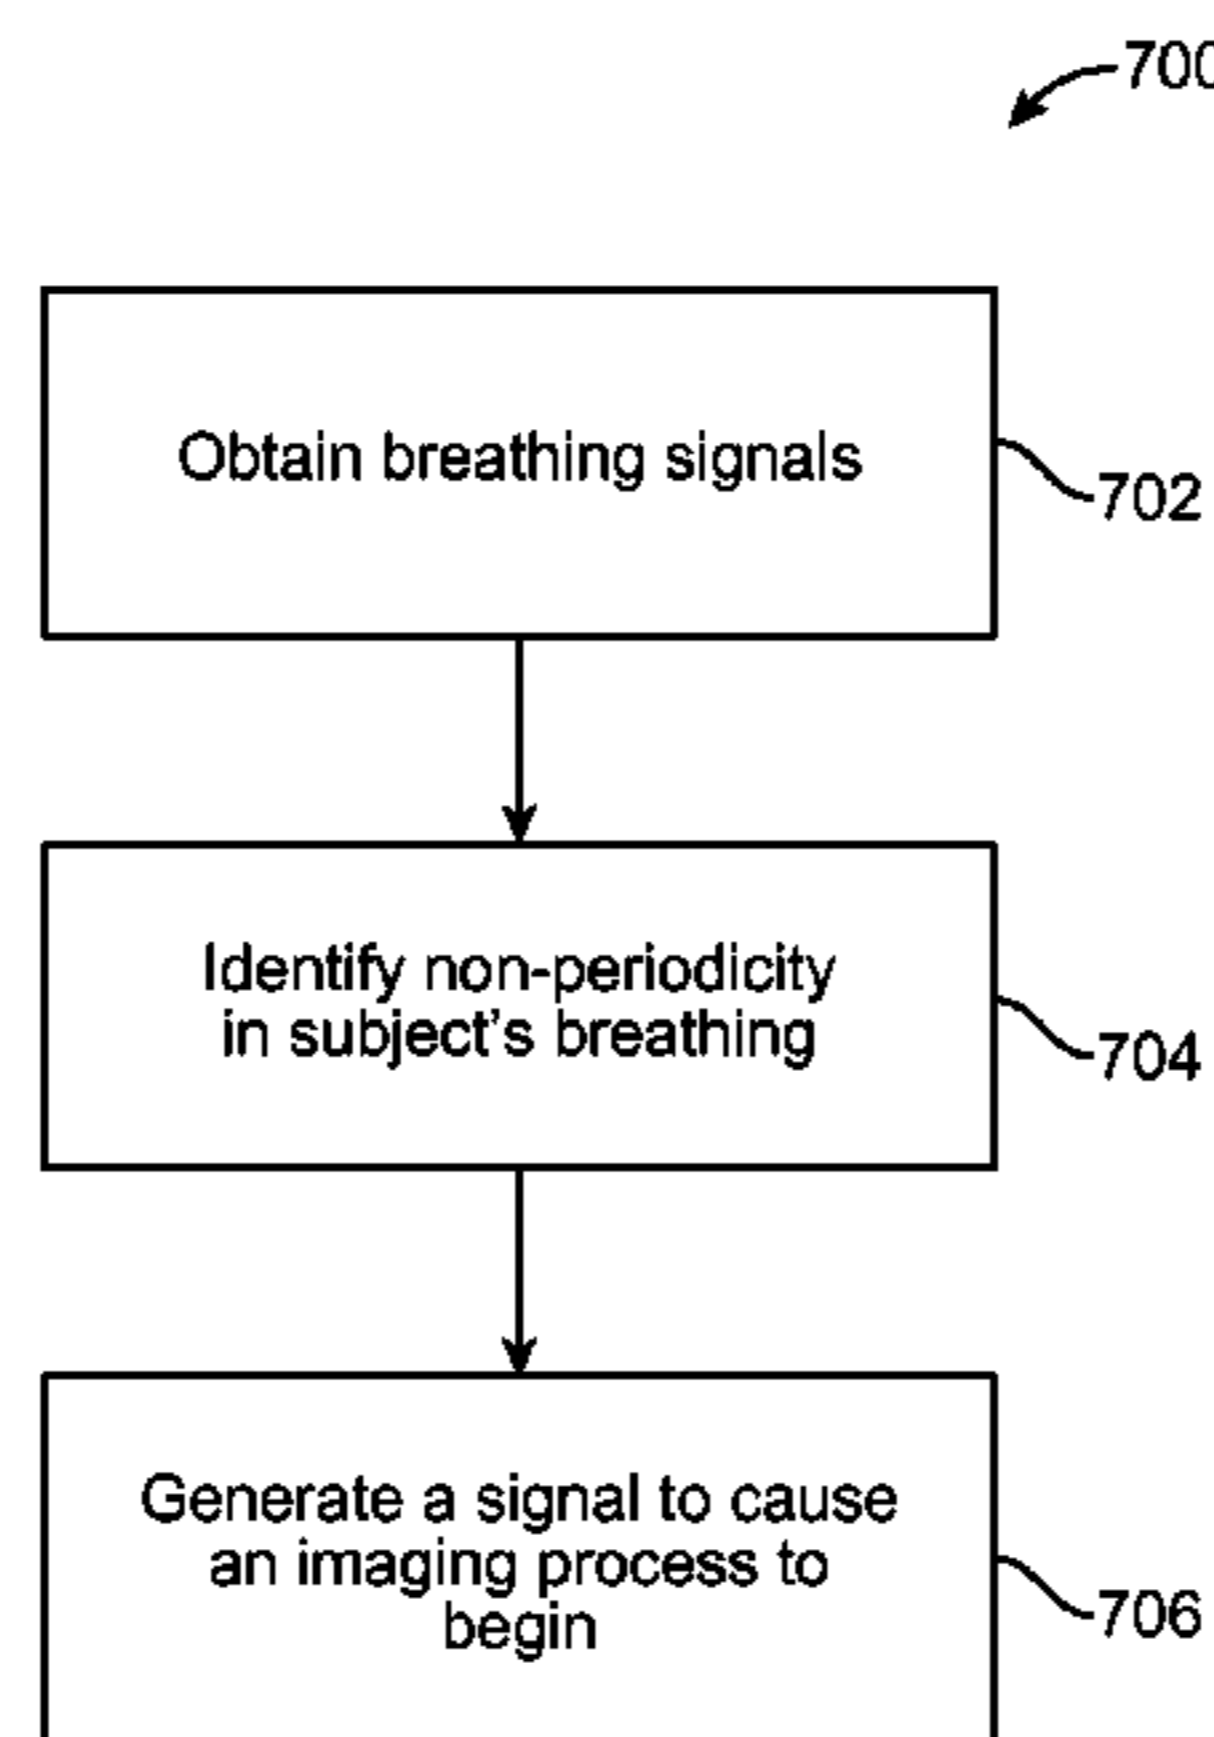 700
Obtain breathing signals
702
Identify non-periodicity
in subject's breathing
704
Generate a signal to cause
an imaging process to
begin
706